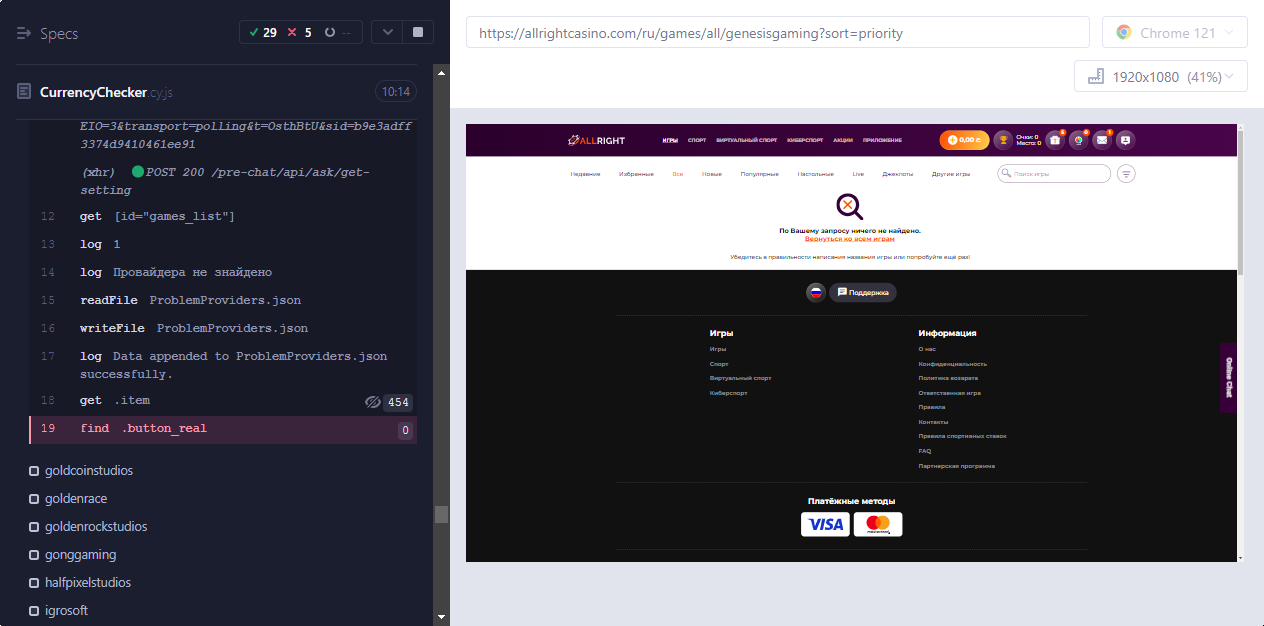 Specs
29 5 --
CurrencyChecker.cy.js 10:14
EIO=3&transport=polling&t=OsthBtU&sid=b9e3adff
3374d9410461ee91
(xhr) POST 200 /pre-chat/api/ask/get-
setting
12 get [id="games_list"]
13 log 1
14 log Провайдера не знайдено
15 readFile ProblemProviders.json
16 writeFile ProblemProviders.json
17 log Data appended to ProblemProviders.json
successfully.
18 get .item 454
19 find .button_real 0
goldcoinstudios
goldenrace
goldenrockstudios
gonggaming
halfpixelstudios
igrosoft
https://allrightcasino.com/ru/games/all/genesisgaming?sort=priority
Chrome 121
1920x1080 (41%)
ALLRIGHT
ИГРЫ СПОРТ ВИРТУАЛЬНЫЙ СПОРТ КИБЕРСПОРТ АКЦИИ ПРИЛОЖЕНИЕ
0,00 ₴
Очки: 0
Место: 0
Недавние Избранные Все Новые Популярные Настольные Live Джекпоты Другие игры
Поиск игры
По Вашему запросу ничего не найдено.
Вернуться ко всем играм
Убедитесь в правильности написания названия игры или попробуйте ещё раз!
Поддержка
Игры
Игры
Спорт
Виртуальный спорт
Киберспорт
Информация
О нас
Конфиденциальность
Политика возврата
Ответственная игра
Правила
Контакты
Правила спортивных ставок
FAQ
Партнерская программа
Online Chat
Платёжные методы
VISA